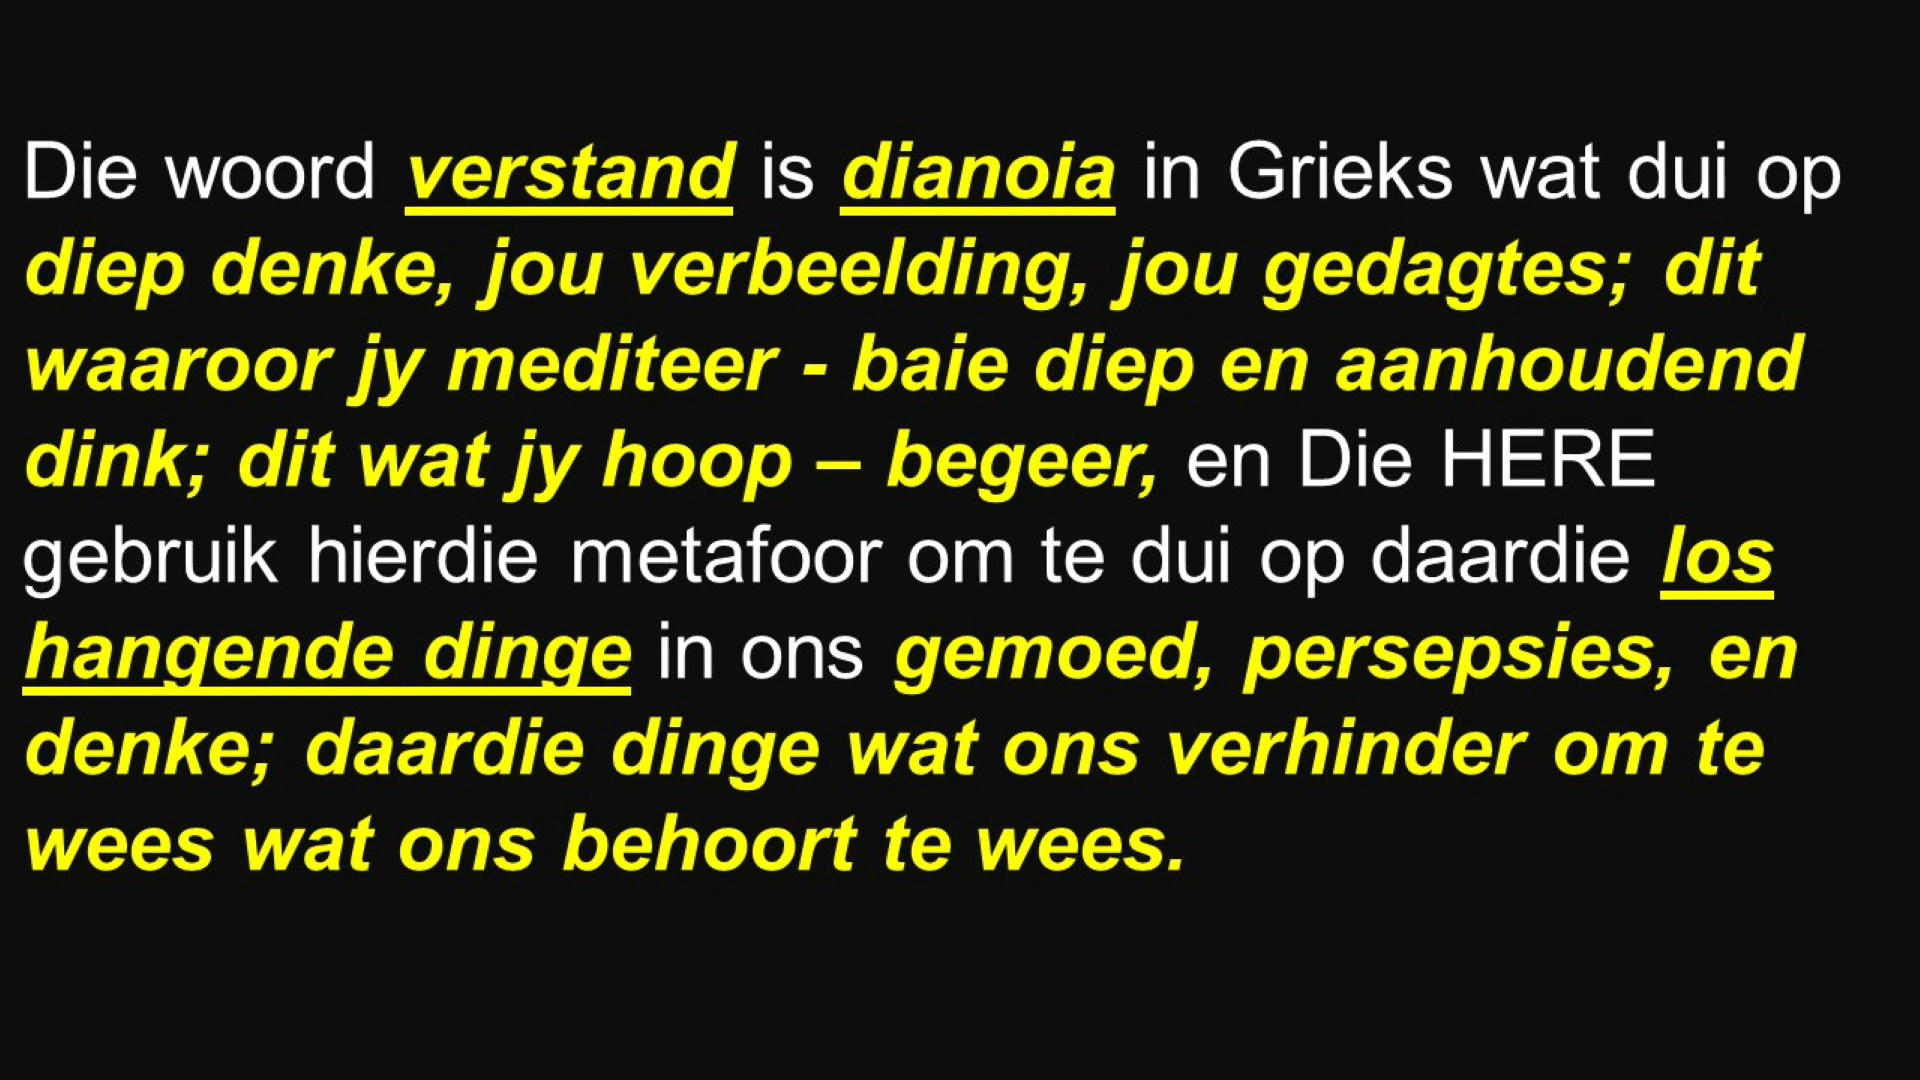 Die woord verstand is dianoia in Grieks wat dui op
diep denke, jou verbeelding, jou gedagtes; dit
waaroor jy mediteer - baie diep en aanhoudend
dink; dit wat jy hoop – begeer, en Die HERE
gebruik hierdie metafoor om te dui op daardie los
hangende dinge in ons gemoed, persepsies, en
denke; daardie dinge wat ons verhinder om te
wees wat ons behoort te wees.